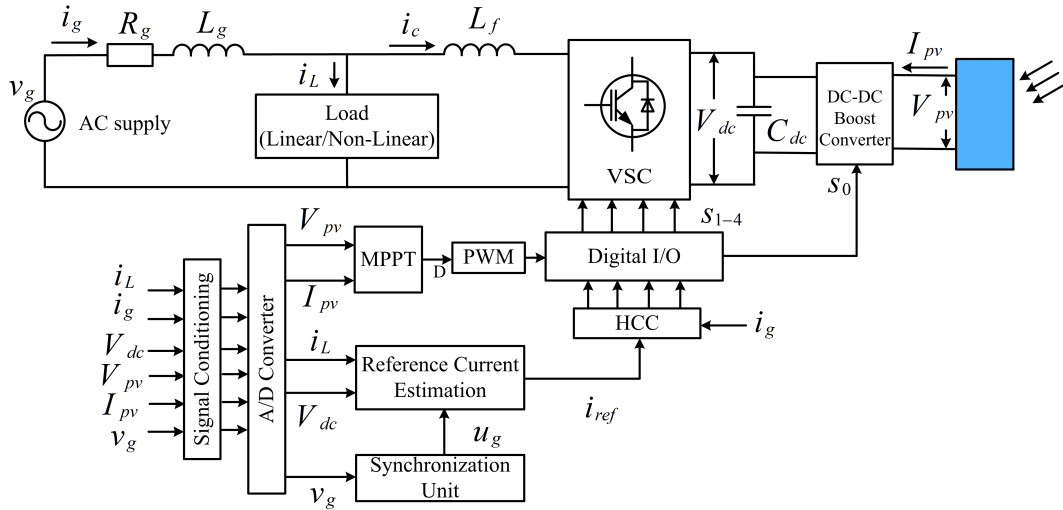 i_g
R_g
L_g
i_c
L_f
I_pv
v_g
AC supply
i_L
Load
(Linear/Non-Linear)
VSC
V_dc
C_dc
DC-DC
Boost
Converter
V_pv
s_0
s_1-4
V_pv
I_pv
MPPT
D
PWM
Digital I/O
HCC
i_g
i_L
i_g
V_dc
V_pv
I_pv
v_g
Signal Conditioning
A/D Converter
i_L
V_dc
Reference Current
Estimation
i_ref
u_g
v_g
Synchronization
Unit